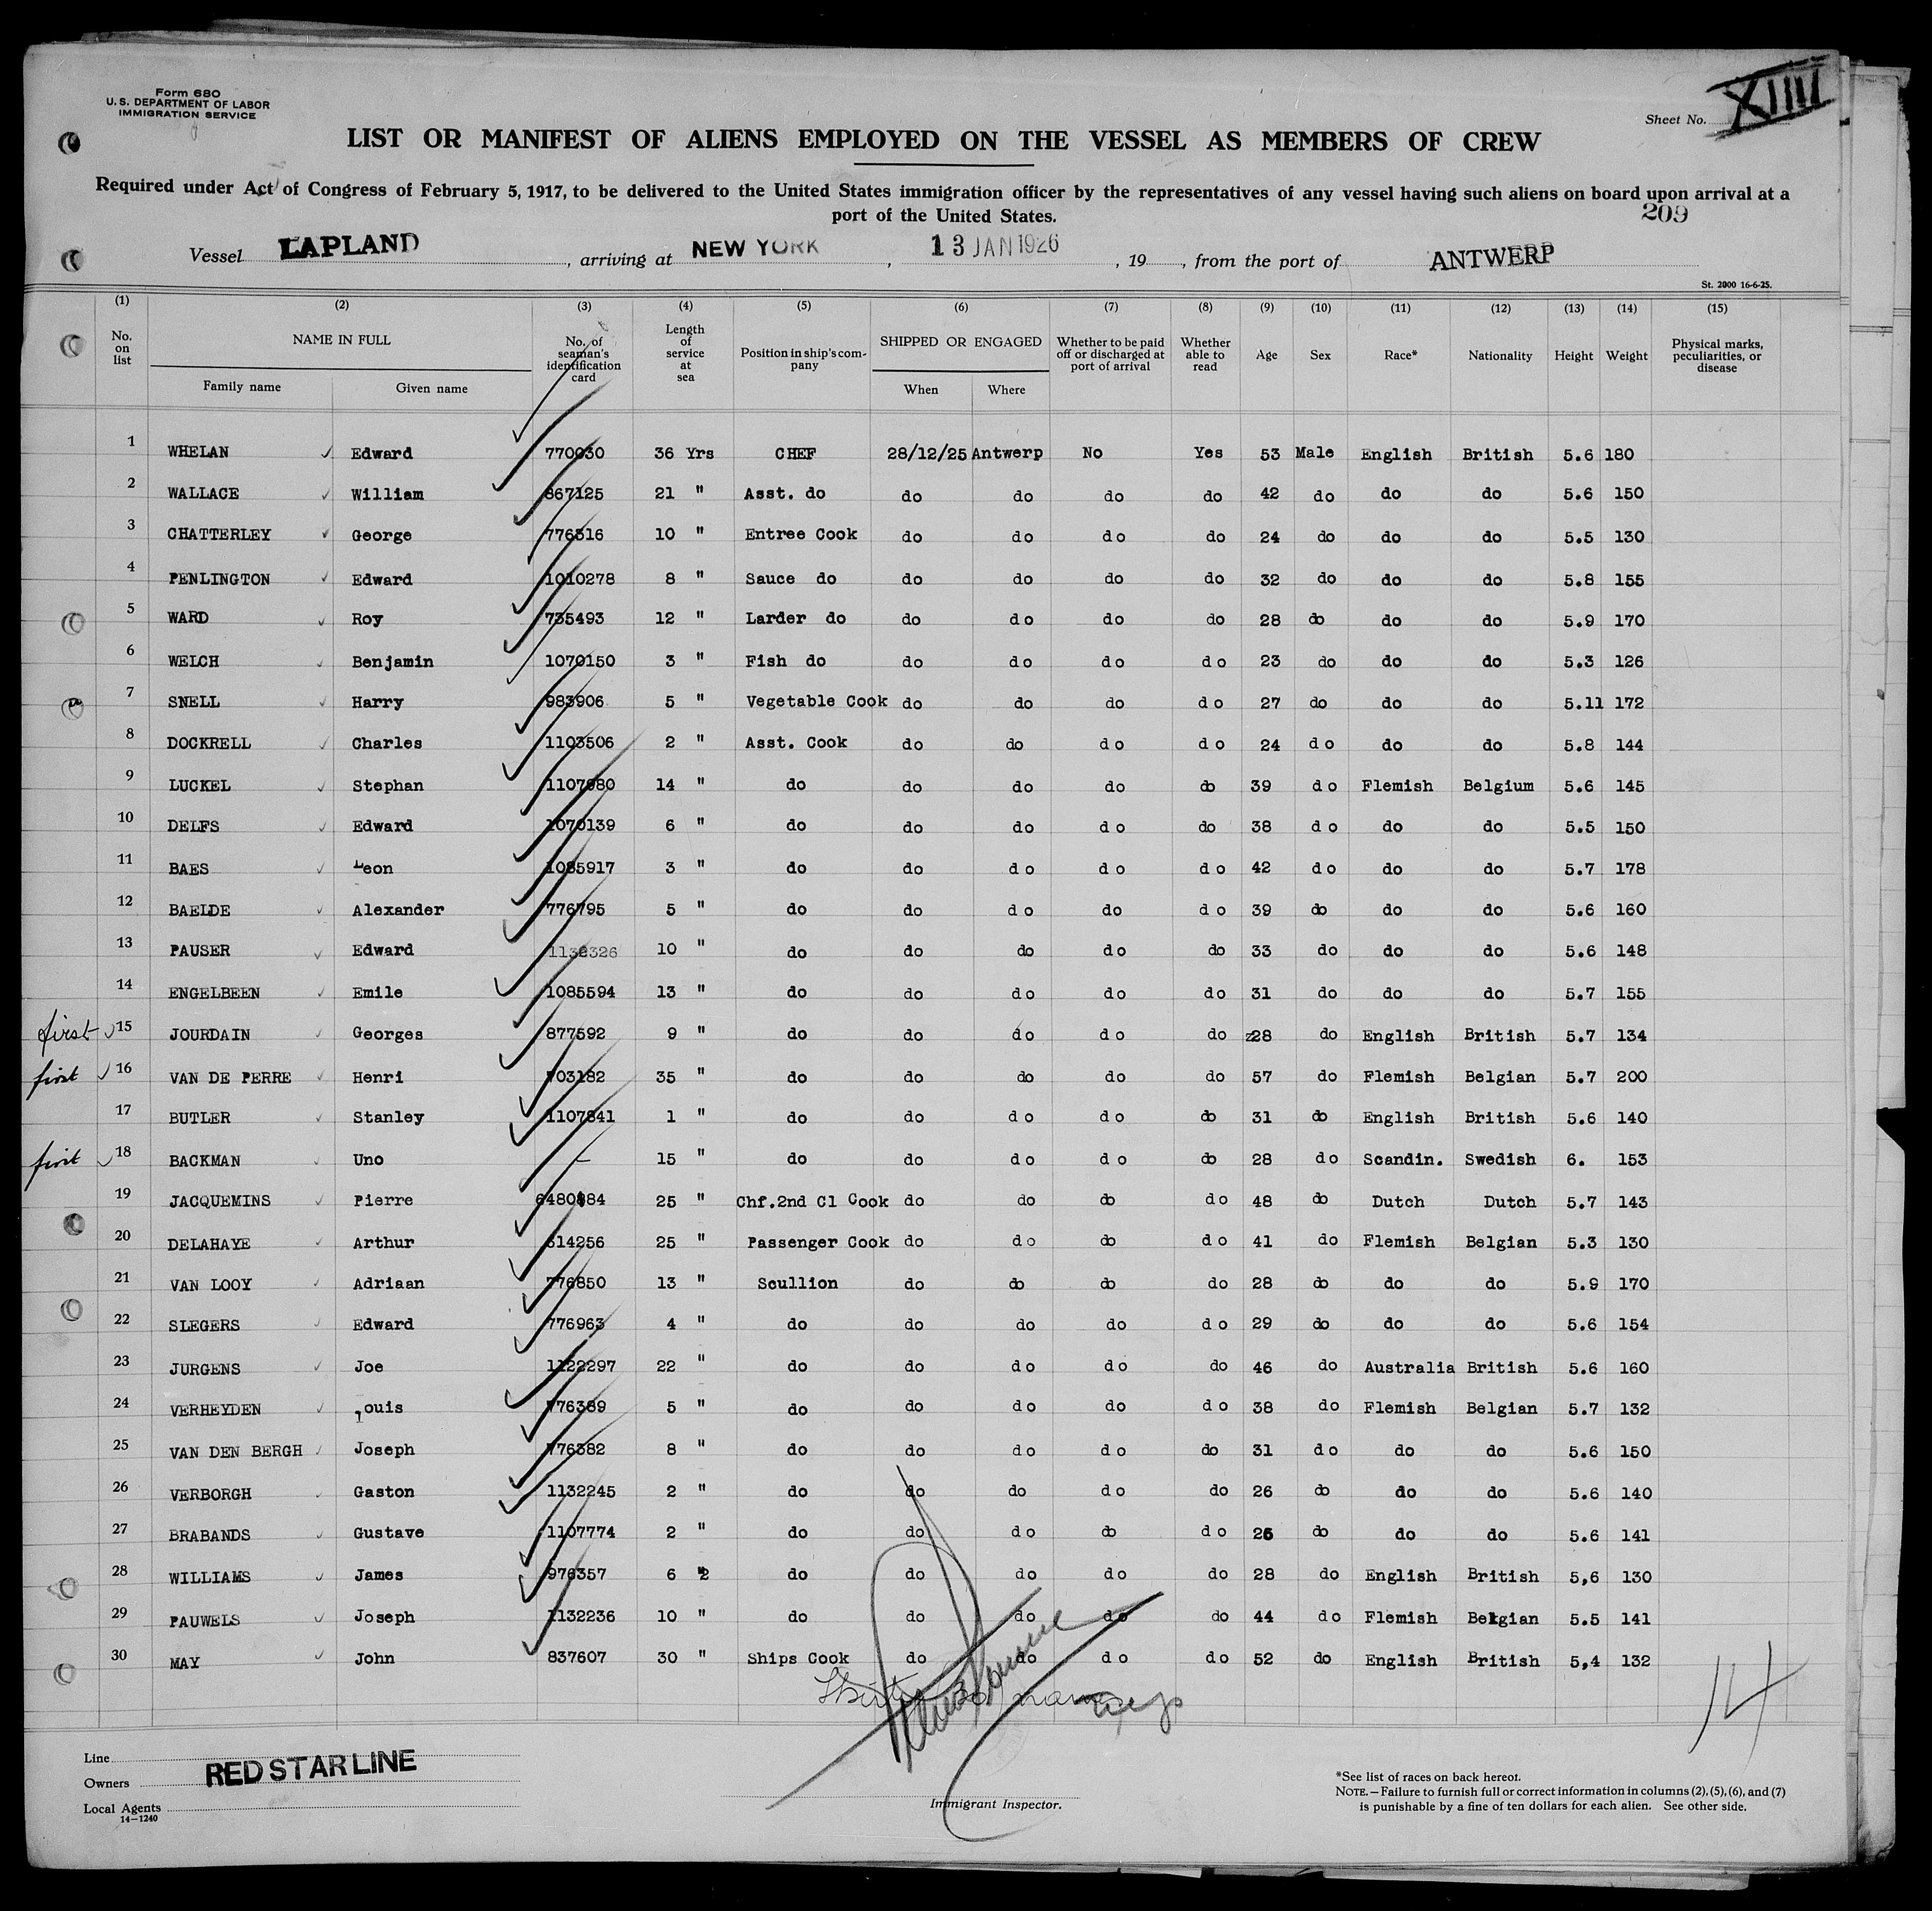 Form 680
U. S. DEPARTMENT OF LABOR
IMMIGRATION SERVICE
Sheet No. XIIII
LIST OR MANIFEST OF ALIENS EMPLOYED ON THE VESSEL AS MEMBERS OF CREW
Required under Act of Congress of February 5, 1917, to be delivered to the United States immigration officer by the representatives of any vessel having such aliens on board upon arrival at a
port of the United States.
209
Vessel LAPLAND, arriving at NEW YORK, 13 JAN 1926, 19, from the port of ANTWERP
St. 2000 16-6-25.
(1) (2) (3) (4) (5) (6) (7) (8) (9) (10) (11) (12) (13) (14) (15)
No. on list NAME IN FULL No. of seaman's identification card Length of service at sea Position in ship's company SHIPPED OR ENGAGED Whether to be paid off or discharged at port of arrival Whether able to read Age Sex Race* Nationality Height Weight Physical marks, peculiarities, or disease
Family name Given name When Where
1 WHELAN Edward 770030 36 Yrs CHEF 28/12/25 Antwerp No Yes 53 Male English British 5.6 180
2 WALLACE William 867125 21 " Asst. do do do do do 42 do do do 5.6 150
3 CHATTERLEY George 776316 10 " Entree Cook do do do do 24 do do do 5.5 130
4 PENLINGTON Edward 1010278 8 " Sauce do do do do do 32 do do do 5.8 155
5 WARD Roy 735493 12 " Larder do do do do do 28 do do do 5.9 170
6 WELCH Benjamin 1070150 3 " Fish do do do do do 23 do do do 5.3 126
7 SNELL Harry 983906 5 " Vegetable Cook do do do do 27 do do do 5.11 172
8 DOCKRELL Charles 1103506 2 " Asst. Cook do do do do 24 do do do 5.8 144
9 LUCKEL Stephan 1107980 14 " do do do do do 39 do Flemish Belgium 5.6 145
10 DELFS Edward 1070139 6 " do do do do do 38 do do do 5.5 150
11 BAES Leon 1085917 3 " do do do do do 42 do do do 5.7 178
12 BAELDE Alexander 776795 5 " do do do do do 39 do do do 5.6 160
13 PAUSER Edward 1132326 10 " do do do do do 33 do do do 5.6 148
14 ENGELBEEN Emile 1085594 13 " do do do do do 31 do do do 5.7 155
first 15 JOURDAIN Georges 877592 9 " do do do do do 28 do English British 5.7 134
first 16 VAN DE PERRE Henri 703182 35 " do do do do do 57 do Flemish Belgian 5.7 200
17 BUTLER Stanley 1107841 1 " do do do do do 31 do English British 5.6 140
first 18 BACKMAN Uno - 15 " do do do do do 28 do Scandin. Swedish 6. 153
19 JACQUEMINS Pierre 6480884 25 " Chf.2nd Cl Cook do do do do 48 do Dutch Dutch 5.7 143
20 DELAHAYE Arthur 614256 25 " Passenger Cook do do do do 41 do Flemish Belgian 5.3 130
21 VAN LOOY Adriaan 776850 13 " Scullion do do do do 28 do do do 5.9 170
22 SLEGERS Edward 776963 4 " do do do do do 29 do do do 5.6 154
23 JURGENS Joe 1122297 22 " do do do do do 46 do Australia British 5.6 160
24 VERHEYDEN Louis 776389 5 " do do do do do 38 do Flemish Belgian 5.7 132
25 VAN DEN BERGH Joseph 776382 8 " do do do do do 31 do do do 5.6 150
26 VERBORGH Gaston 1132245 2 " do do do do do 26 do do do 5.6 140
27 BRABANDS Gustave 1107774 2 " do do do do do 26 do do do 5.6 141
28 WILLIAMS James 976357 6 " do do do do do 28 do English British 5,6 130
29 PAUWELS Joseph 1132236 10 " do do do do do 44 do Flemish Belgian 5.5 141
30 MAY John 837607 30 " Ships Cook do do do do 52 do English British 5,4 132
Thirty 30 names
14
Line
Owners RED STAR LINE
Local Agents
14-1240
Immigrant Inspector.
*See list of races on back hereof.
NOTE.—Failure to furnish full or correct information in columns (2), (5), (6), and (7)
is punishable by a fine of ten dollars for each alien. See other side.